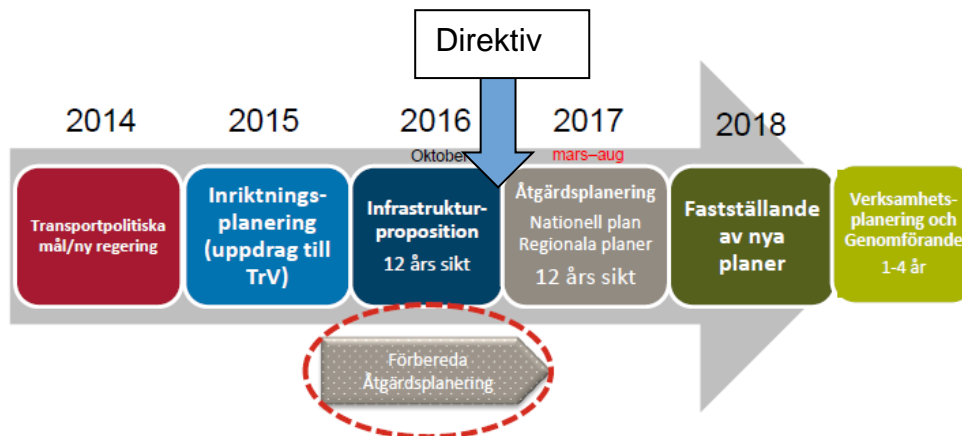 Direktiv
2014
2015
2016
2017
2018
Oktober
mars–aug
Transportpolitiska
mål/ny regering
Inriktnings-
planering
(uppdrag till
TrV)
Infrastruktur-
proposition
12 års sikt
Åtgärdsplanering
Nationell plan
Regionala planer
12 års sikt
Fastställande
av nya
planer
Verksamhets-
planering och
Genomförande
1-4 år
Förbereda
Åtgärdsplanering